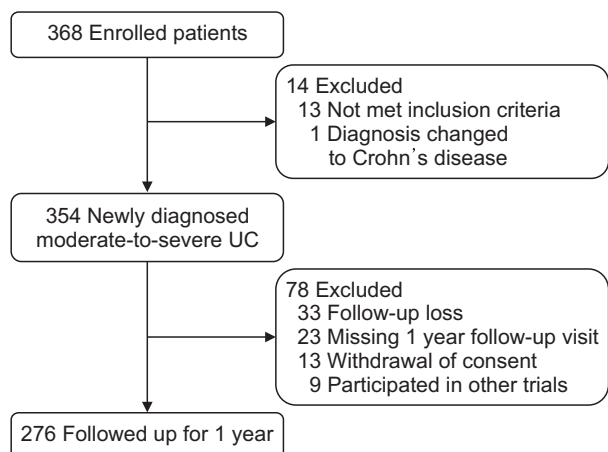 368 Enrolled patients
14 Excluded
13 Not met inclusion criteria
1 Diagnosis changed
to Crohn's disease
354 Newly diagnosed
moderate-to-severe UC
78 Excluded
33 Follow-up loss
23 Missing 1 year follow-up visit
13 Withdrawal of consent
9 Participated in other trials
276 Followed up for 1 year